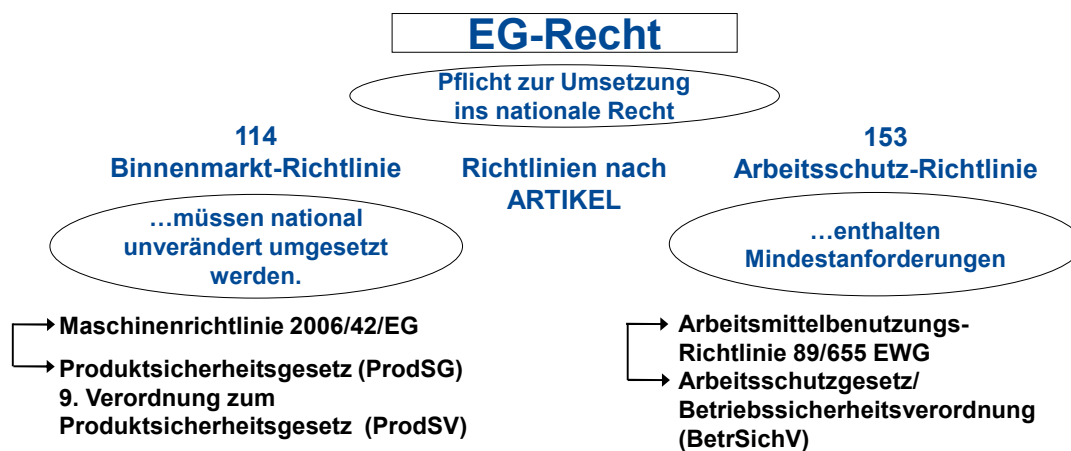 EG-Recht
Pflicht zur Umsetzung
ins nationale Recht
114
Binnenmarkt-Richtlinie
Richtlinien nach
ARTIKEL
153
Arbeitsschutz-Richtlinie
…müssen national
unverändert umgesetzt
werden.
…enthalten
Mindestanforderungen
Maschinenrichtlinie 2006/42/EG
Produktsicherheitsgesetz (ProdSG)
9. Verordnung zum
Produktsicherheitsgesetz (ProdSV)
Arbeitsmittelbenutzungs-
Richtlinie 89/655 EWG
Arbeitsschutzgesetz/
Betriebssicherheitsverordnung
(BetrSichV)